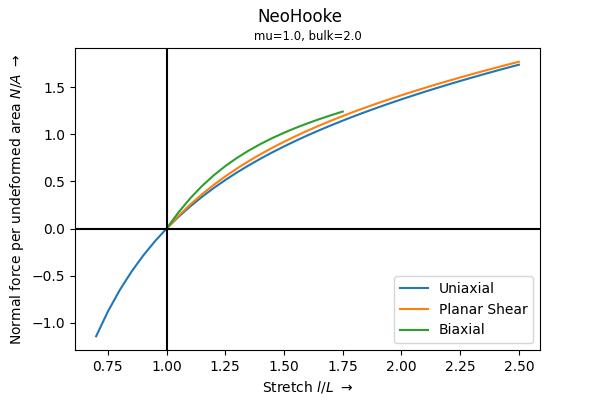 NeoHooke
mu=1.0, bulk=2.0
Normal force per undeformed area N/A →
1.5
1.0
0.5
0.0
−0.5
−1.0
Uniaxial
Planar Shear
Biaxial
0.75 1.00 1.25 1.50 1.75 2.00 2.25 2.50
Stretch l/L →